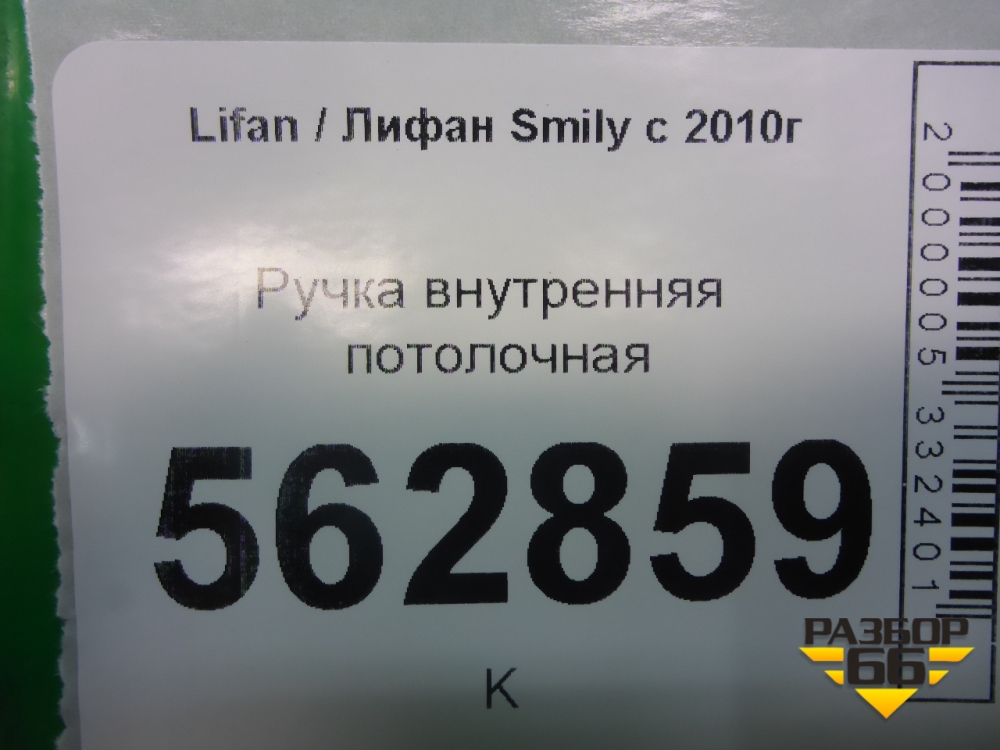 Lifan / Лифан Smily с 2010г
Ручка внутренняя
потолочная
562859
К
2000005332401
РАЗБОР
66